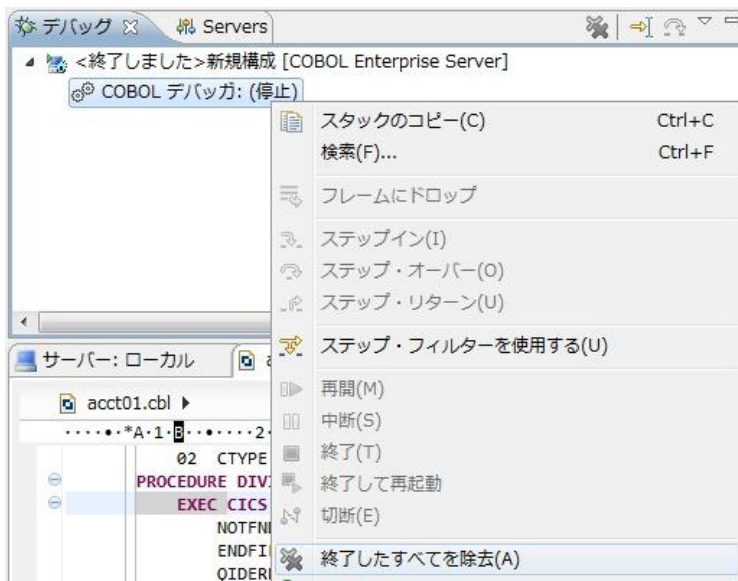 デバッグ Servers
<終了しました>新規構成 [COBOL Enterprise Server]
COBOL デバッガ: (停止)
スタックのコピー(C) Ctrl+C
検索(F)... Ctrl+F
フレームにドロップ
ステップイン(I)
ステップ・オーバー(O)
ステップ・リターン(U)
ステップ・フィルターを使用する(U)
再開(M)
中断(S)
終了(T)
終了して再起動
切断(E)
終了したすべてを除去(A)
サーバー: ローカル
acct01.cbl
····•·*A·1·B··•····2·
02 CTYPE
PROCEDURE DIV
EXEC CICS
NOTFN
ENDFI
QIDER